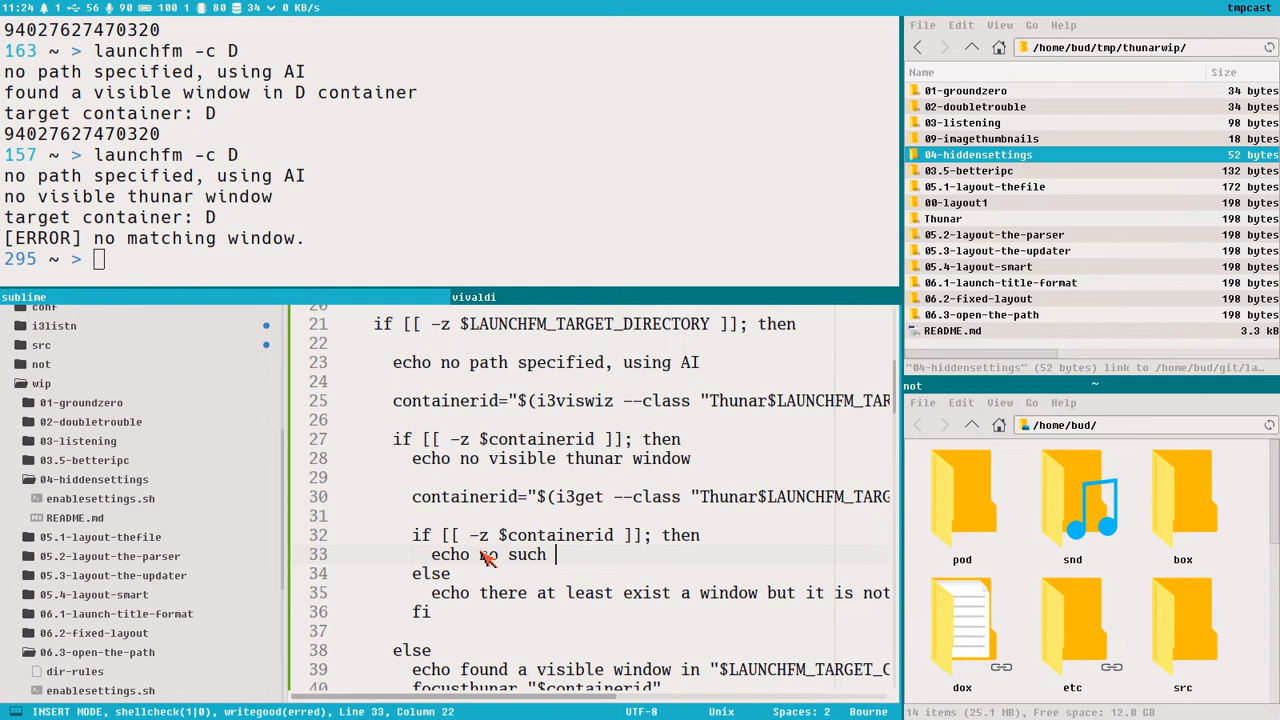 11:24 1 56 90 100 1 80 34 0 KB/s tmpcast
94027627470320
163 ~ > launchfm -c D
no path specified, using AI
found a visible window in D container
target container: D
94027627470320
157 ~ > launchfm -c D
no path specified, using AI
no visible thunar window
target container: D
[ERROR] no matching window.
295 ~ >
File Edit View Go Help
/home/bud/tmp/thunarwip/
Name Size
01-groundzero 34 bytes
02-doubletrouble 34 bytes
03-listening 98 bytes
09-imagethumbnails 18 bytes
04-hiddensettings 52 bytes
03.5-betteripc 132 bytes
05.1-layout-thefile 172 bytes
00-layout1 198 bytes
Thunar 198 bytes
05.2-layout-the-parser 198 bytes
05.3-layout-the-updater 198 bytes
05.4-layout-smart 198 bytes
06.1-launch-title-format 198 bytes
06.2-fixed-layout 198 bytes
06.3-open-the-path 198 bytes
README.md 3.3 kB
"04-hiddensettings" (52 bytes) link to /home/bud/git/la…
sublime vivaldi
conf
i3listn
src
not
wip
01-groundzero
02-doubletrouble
03-listening
03.5-betteripc
04-hiddensettings
enablesettings.sh
README.md
05.1-layout-thefile
05.2-layout-the-parser
05.3-layout-the-updater
05.4-layout-smart
06.1-launch-title-format
06.2-fixed-layout
06.3-open-the-path
dir-rules
enablesettings.sh
20
21 if [[ -z $LAUNCHFM_TARGET_DIRECTORY ]]; then
22
23 echo no path specified, using AI
24
25 containerid="$(i3viswiz --class "Thunar$LAUNCHFM_TAR
26
27 if [[ -z $containerid ]]; then
28 echo no visible thunar window
29
30 containerid="$(i3get --class "Thunar$LAUNCHFM_TARG
31
32 if [[ -z $containerid ]]; then
33 echo no such
34 else
35 echo there at least exist a window but it is not
36 fi
37
38 else
39 echo found a visible window in "$LAUNCHFM_TARGET_C
40 focusthunar "$containerid"
not ~
File Edit View Go Help
/home/bud/
pod snd box
dox etc src
14 items (25.1 MB), Free space: 12.0 GB
INSERT MODE, shellcheck(1|0), writegood(erred), Line 33, Column 22 UTF-8 Unix Spaces: 2 Bourne